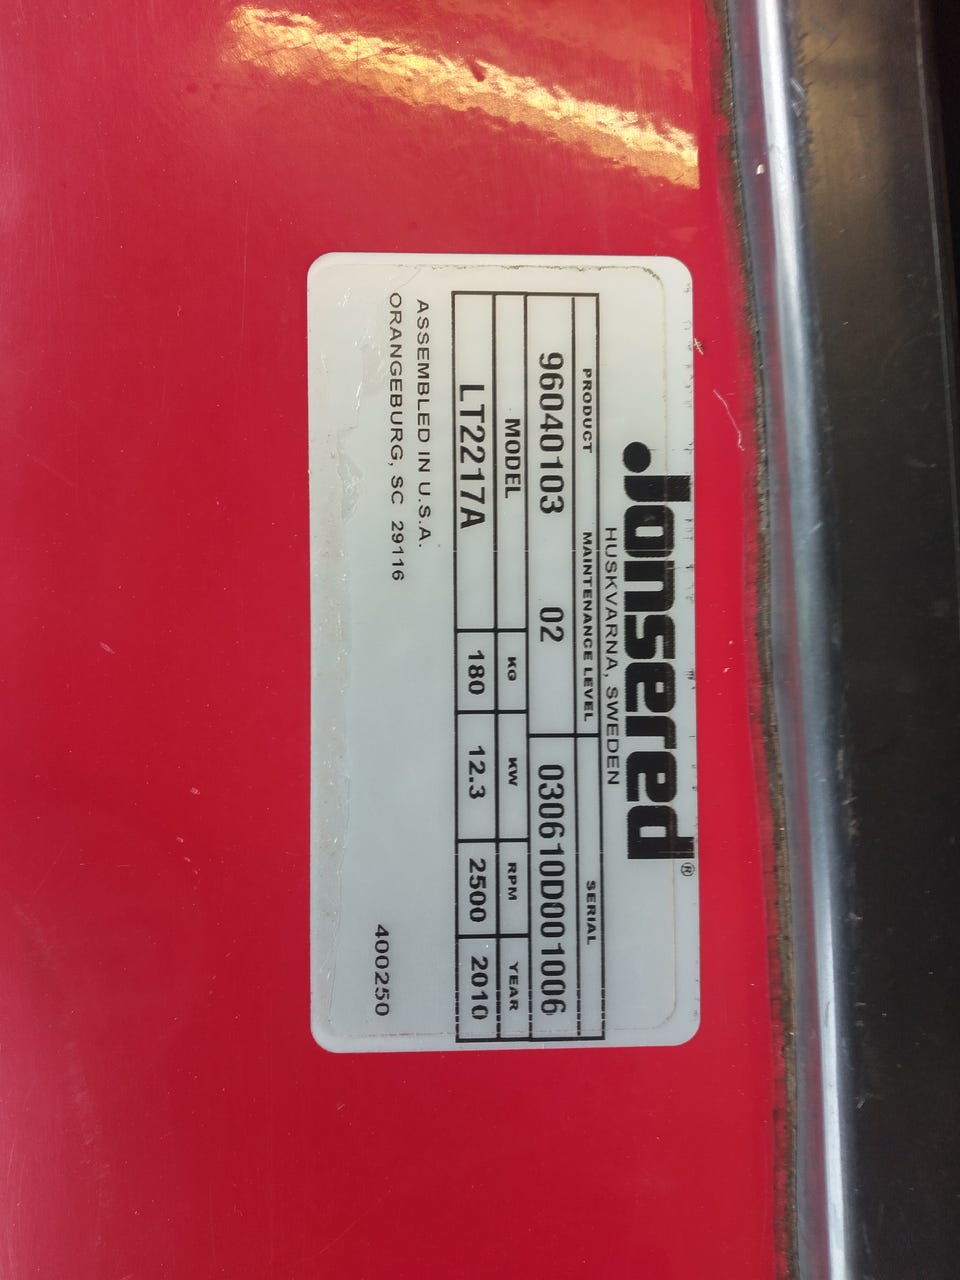 Jonsered®
HUSKVARNA, SWEDEN
PRODUCT MAINTENANCE LEVEL SERIAL
96040103 02 030610D001006
MODEL KG KW RPM YEAR
LT2217A 180 12.3 2500 2010
ASSEMBLED IN U.S.A.
ORANGEBURG, SC 29116
400250